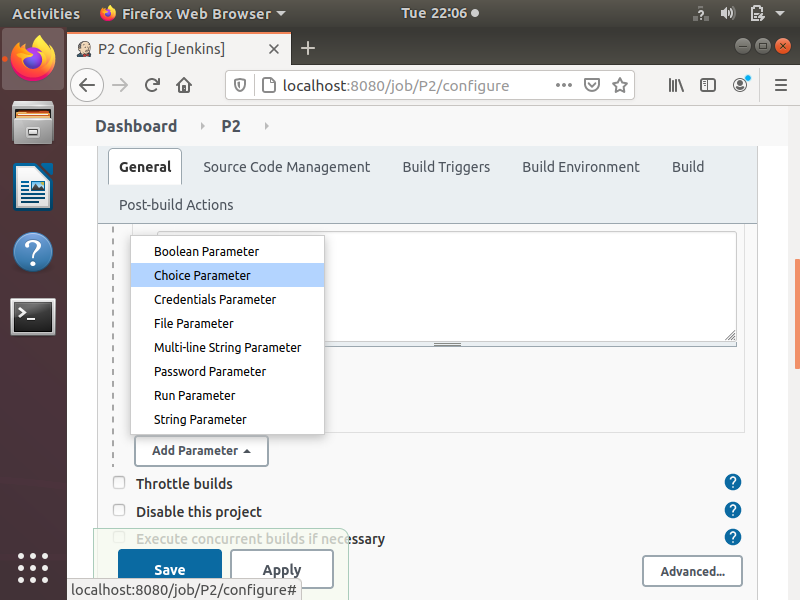 Activities Firefox Web Browser Tue 22:06
P2 Config [Jenkins]
localhost:8080/job/P2/configure
Dashboard P2
General Source Code Management Build Triggers Build Environment Build
Post-build Actions
Boolean Parameter
Choice Parameter
Credentials Parameter
File Parameter
Multi-line String Parameter
Password Parameter
Run Parameter
String Parameter
Add Parameter
Throttle builds
Disable this project
Execute concurrent builds if necessary
Save Apply Advanced...
localhost:8080/job/P2/configure#